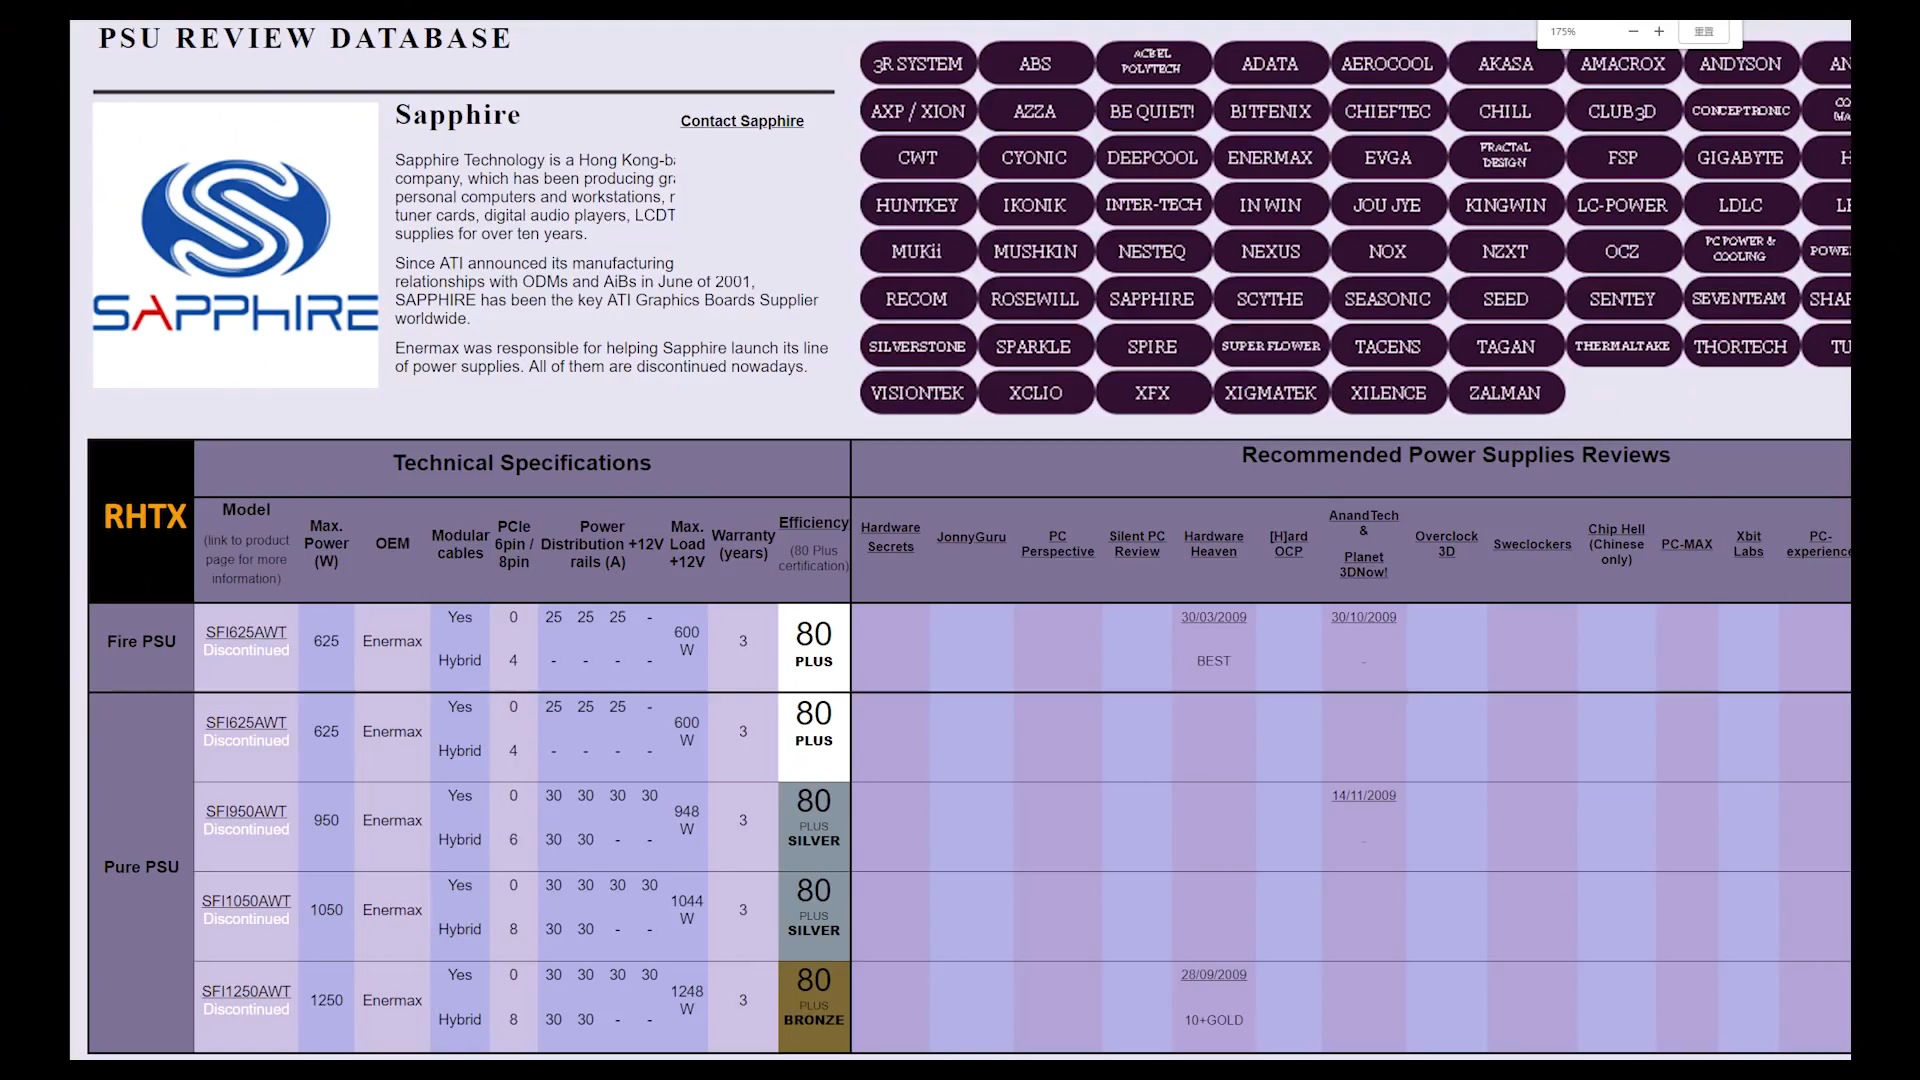 PSU REVIEW DATABASE
175%
重置
Sapphire
Contact Sapphire
SAPPHIRE
Sapphire Technology is a Hong Kong-
company, which has been producing
personal computers and workstations,
tuner cards, digital audio players, LCDT
supplies for over ten years.
Since ATI announced its manufacturing
relationships with ODMs and AiBs in June of 2001,
SAPPHIRE has been the key ATI Graphics Boards Supplier
worldwide.
Enermax was responsible for helping Sapphire launch its line
of power supplies. All of them are discontinued nowadays.
3R SYSTEM ABS ACBEL POLYTECH ADATA AEROCOOL AKASA AMACROX ANDYSON AN
AXP / XION AZZA BE QUIET! BITFENIX CHIEFTEC CHILL CLUB3D CONCEPTRONIC
CWT CYONIC DEEPCOOL ENERMAX EVGA FRACTAL DESIGN FSP GIGABYTE H
HUNTKEY IKONIK INTER-TECH IN WIN JOU JYE KINGWIN LC-POWER LDLC
MUKii MUSHKIN NESTEQ NEXUS NOX NZXT OCZ PC POWER & COOLING POWE
RECOM ROSEWILL SAPPHIRE SCYTHE SEASONIC SEED SENTEY SEVENTEAM SHAR
SILVERSTONE SPARKLE SPIRE SUPER FLOWER TACENS TAGAN THERMALTAKE THORTECH TU
VISIONTEK XCLIO XFX XIGMATEK XILENCE ZALMAN
RHTX
Technical Specifications
Recommended Power Supplies Reviews
Model
(link to product
page for more
information)
Max.
Power
(W)
OEM
Modular
cables
PCIe
6pin /
8pin
Power
Distribution +12V
rails (A)
Max.
Load
+12V
Warranty
(years)
Efficiency
(80 Plus
certification)
Hardware
Secrets
JonnyGuru
PC
Perspective
Silent PC
Review
Hardware
Heaven
[H]ard
OCP
AnandTech
&
Planet
3DNow!
Overclock
3D
Sweclockers
Chip Hell
(Chinese
only)
PC-MAX
Xbit
Labs
PC-
experience
Fire PSU
SFI625AWT
Discontinued
625
Enermax
Yes
Hybrid
0
4
25 25 25 -
- - - -
600
W
3
80
PLUS
30/03/2009
BEST
30/10/2009
-
Pure PSU
SFI625AWT
Discontinued
625
Enermax
Yes
Hybrid
0
4
25 25 25 -
- - - -
600
W
3
80
PLUS
SFI950AWT
Discontinued
950
Enermax
Yes
Hybrid
0
6
30 30 30 30
30 30 - -
948
W
3
80
PLUS
SILVER
14/11/2009
-
SFI1050AWT
Discontinued
1050
Enermax
Yes
Hybrid
0
8
30 30 30 30
30 30 - -
1044
W
3
80
PLUS
SILVER
SFI1250AWT
Discontinued
1250
Enermax
Yes
Hybrid
0
8
30 30 30 30
30 30 - -
1248
W
3
80
PLUS
BRONZE
28/09/2009
10+GOLD